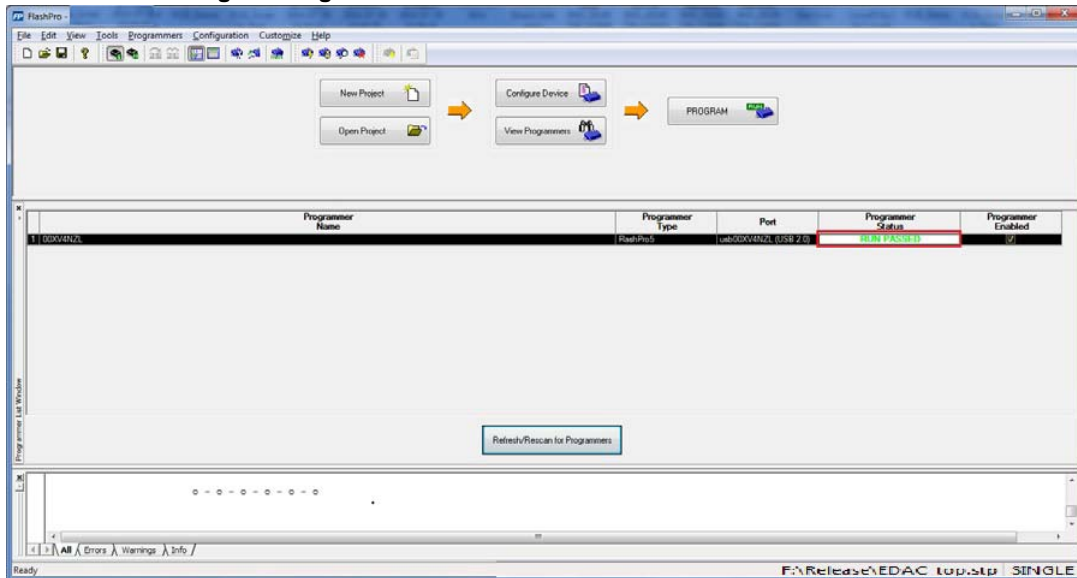 FlashPro -
File Edit View Tools Programmers Configuration Customize Help
New Project
Configure Device
PROGRAM
Open Project
View Programmers
Programmer Name
Programmer Type
Port
Programmer Status
Programmer Enabled
1 00XV4NZL FlashPro5 usb00XV4NZL (USB 2.0) RUN PASSED
Programmer List Window
Refresh/Rescan for Programmers
o - o - o - o - o - o
All Errors Warnings Info
Ready F:\Release\EDAC_top.stp SINGLE